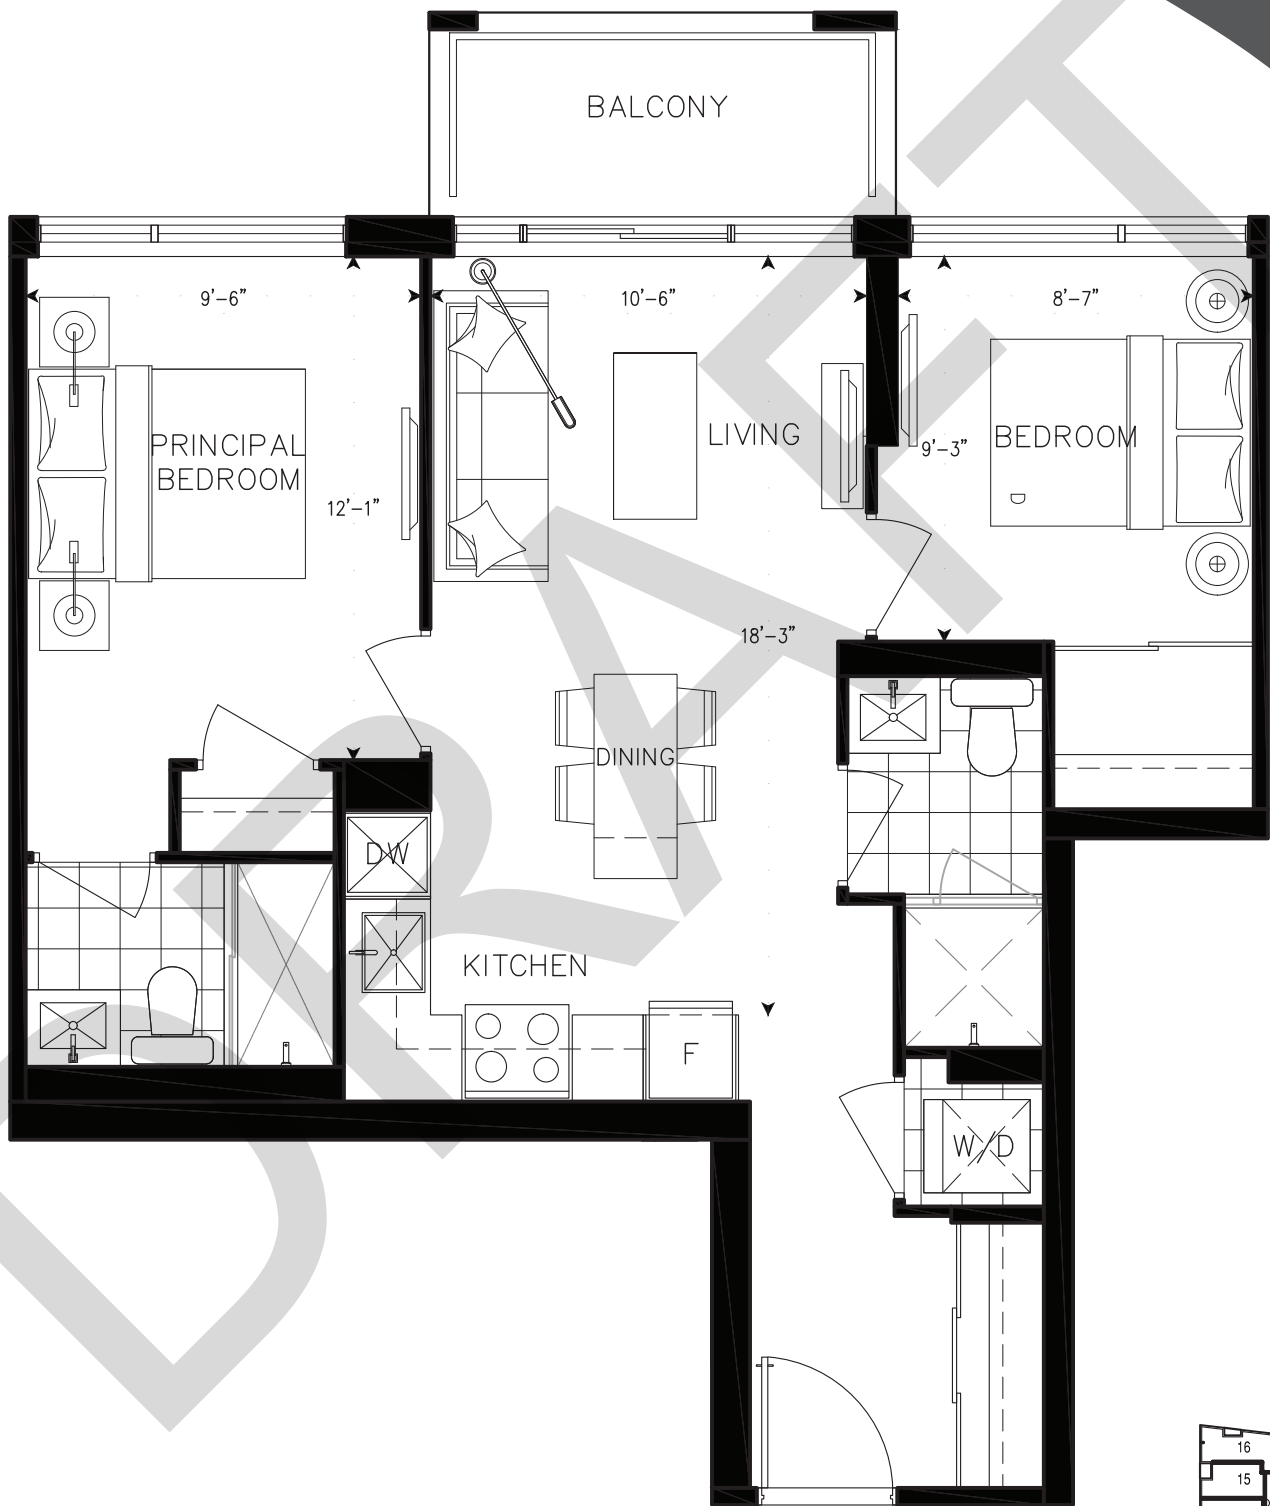 BALCONY
9'-6"
10'-6"
8'-7"
PRINCIPAL
BEDROOM
LIVING
BEDROOM
9'-3"
12'-1"
18'-3"
DINING
DW
KITCHEN
F
W/D
DRAFT
16
15